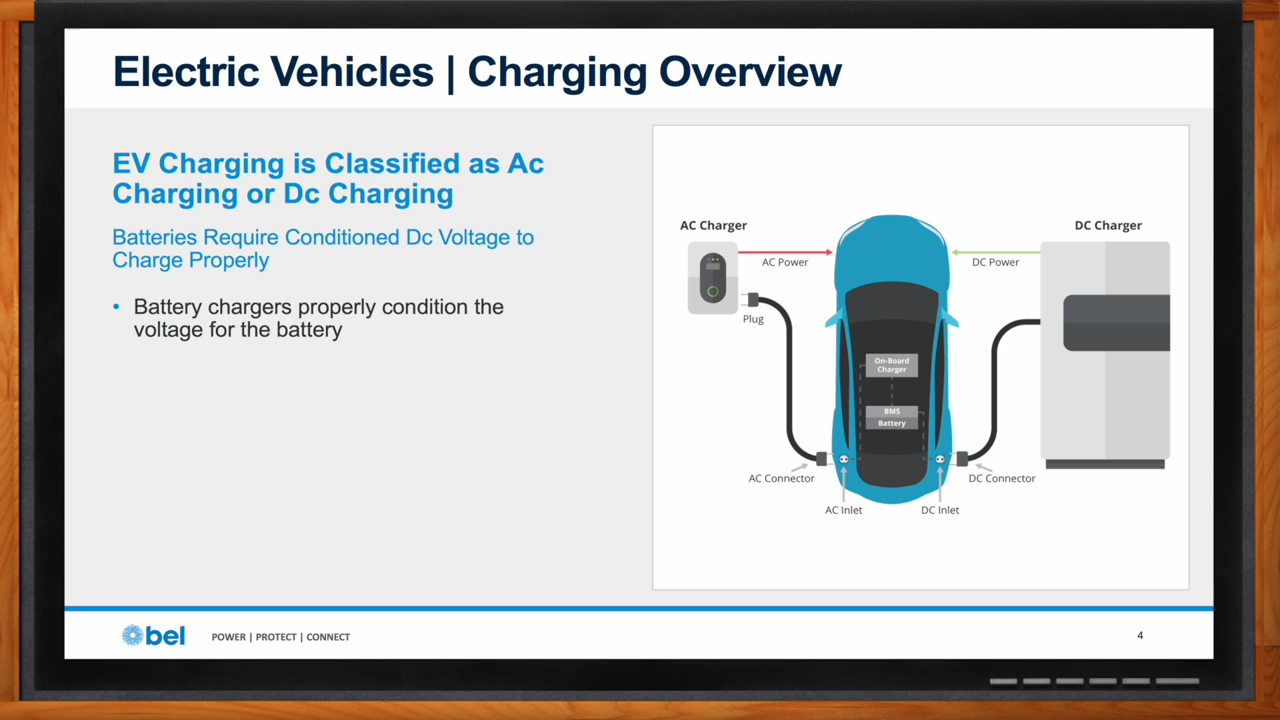 Electric Vehicles | Charging Overview
EV Charging is Classified as Ac
Charging or Dc Charging
Batteries Require Conditioned Dc Voltage to
Charge Properly
• Battery chargers properly condition the
voltage for the battery
AC Charger
DC Charger
AC Power
DC Power
Plug
On-Board
Charger
BMS
Battery
AC Connector
DC Connector
AC Inlet
DC Inlet
bel
POWER | PROTECT | CONNECT
4